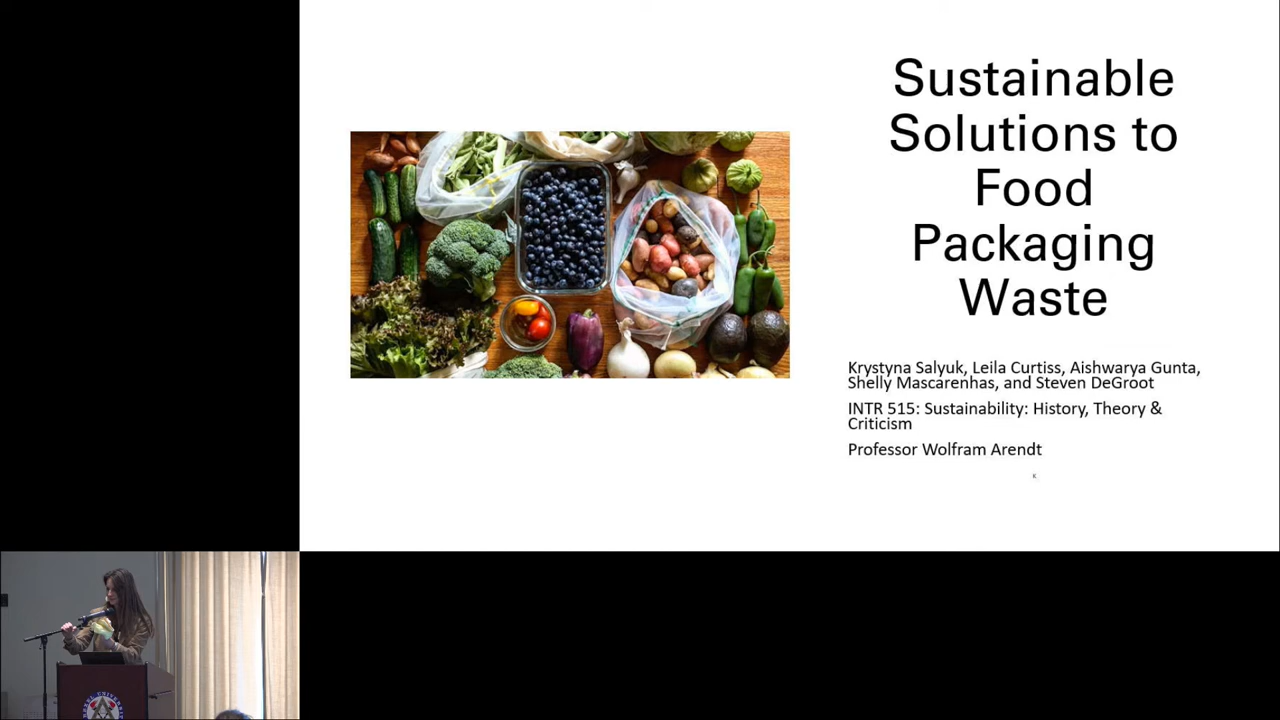 Sustainable
Solutions to
Food
Packaging
Waste
Krystyna Salyuk, Leila Curtiss, Aishwarya Gunta,
Shelly Mascarenhas, and Steven DeGroot
INTR 515: Sustainability: History, Theory &
Criticism
Professor Wolfram Arendt
K